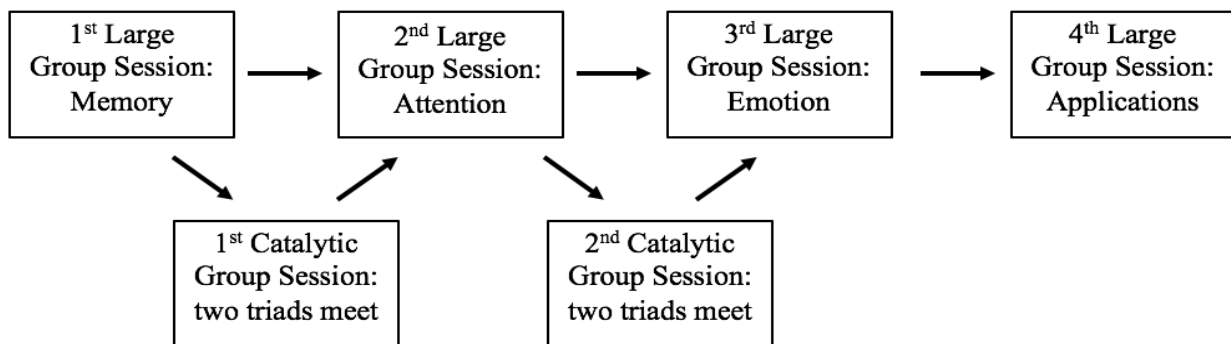 1st Large
Group Session:
Memory
2nd Large
Group Session:
Attention
3rd Large
Group Session:
Emotion
4th Large
Group Session:
Applications
1st Catalytic
Group Session:
two triads meet
2nd Catalytic
Group Session:
two triads meet